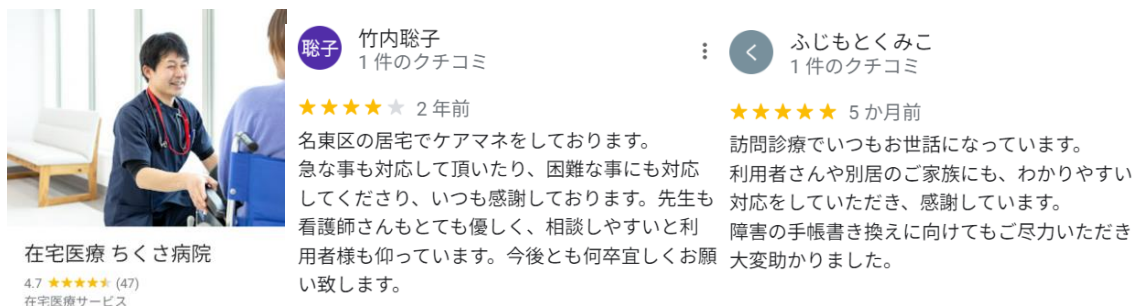 在宅医療 ちくさ病院
4.7 ★★★★★ (47)
在宅医療サービス
聡子
竹内聡子
1 件のクチコミ
★★★★★ 2 年前
名東区の居宅でケアマネをしております。
急な事も対応して頂いたり、困難な事にも対応
してくださり、いつも感謝しております。先生も
看護師さんもとても優しく、相談しやすいと利
用者様も仰っています。今後とも何卒宜しくお願
い致します。
く
ふじもとくみこ
1 件のクチコミ
★★★★★ 5 か月前
訪問診療でいつもお世話になっています。
利用者さんや別居のご家族にも、わかりやすい
対応をしていただき、感謝しています。
障害の手帳書き換えに向けてもご尽力いただき
大変助かりました。